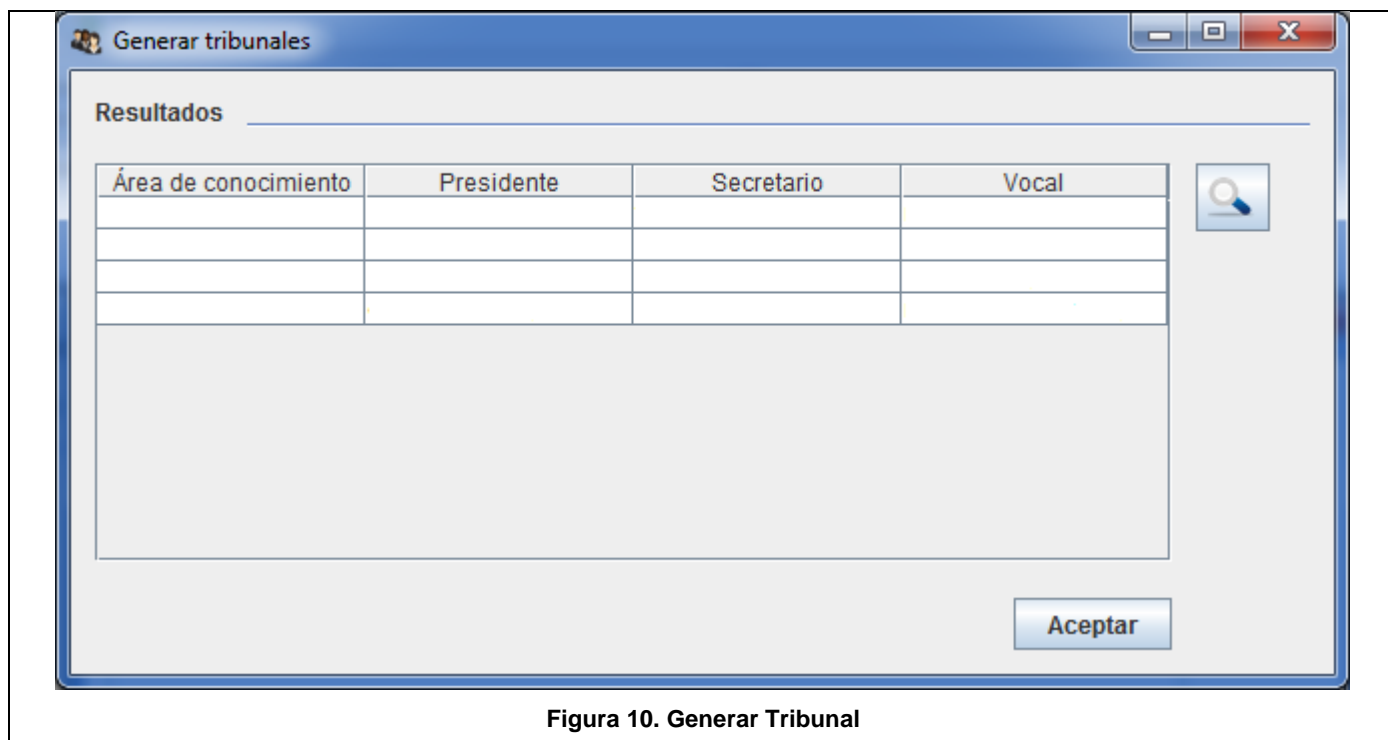 Generar tribunales
Resultados
Área de conocimiento Presidente Secretario Vocal
Aceptar
Figura 10. Generar Tribunal